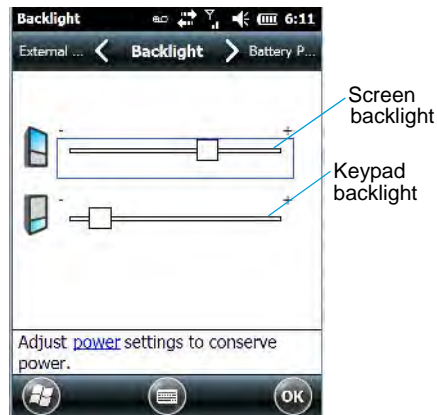 Backlight 6:11
External ... Backlight Battery P...
Screen
backlight
- +
Keypad
backlight
- +
Adjust power settings to conserve
power.
OK